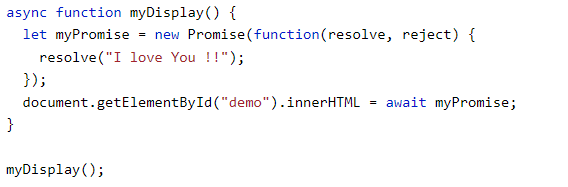 async function myDisplay() {
  let myPromise = new Promise(function(resolve, reject) {
    resolve("I love You !!");
  });
  document.getElementById("demo").innerHTML = await myPromise;
}

myDisplay();